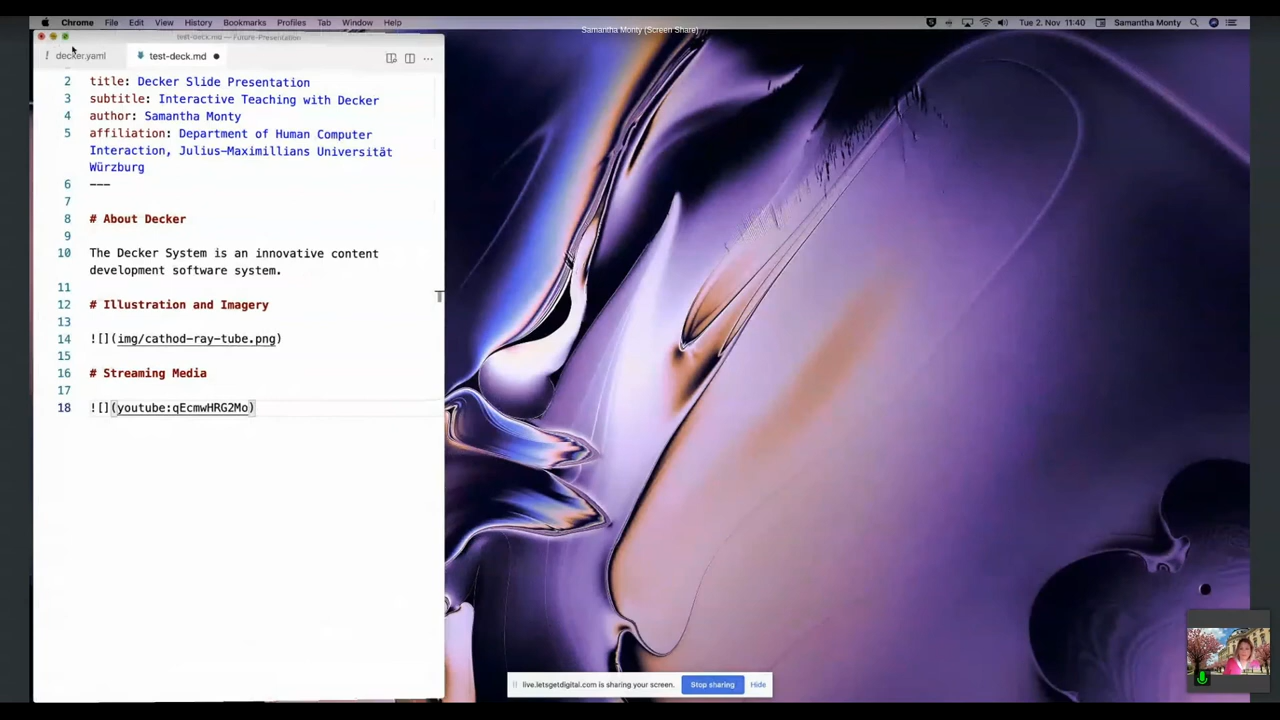 Chrome File Edit View History Bookmarks Profiles Tab Window Help Tue 2. Nov 11:40 Samantha Monty
Samantha Monty (Screen Share)
test-deck.md — Future-Presentation
decker.yaml test-deck.md
2 title: Decker Slide Presentation
3 subtitle: Interactive Teaching with Decker
4 author: Samantha Monty
5 affiliation: Department of Human Computer
Interaction, Julius-Maximillians Universität
Würzburg
6 ---
7
8 # About Decker
9
10 The Decker System is an innovative content
development software system.
11
12 # Illustration and Imagery
13
14 ![](img/cathod-ray-tube.png)
15
16 # Streaming Media
17
18 ![](youtube:qEcmwHRG2Mo)
live.letsgetdigital.com is sharing your screen. Stop sharing Hide